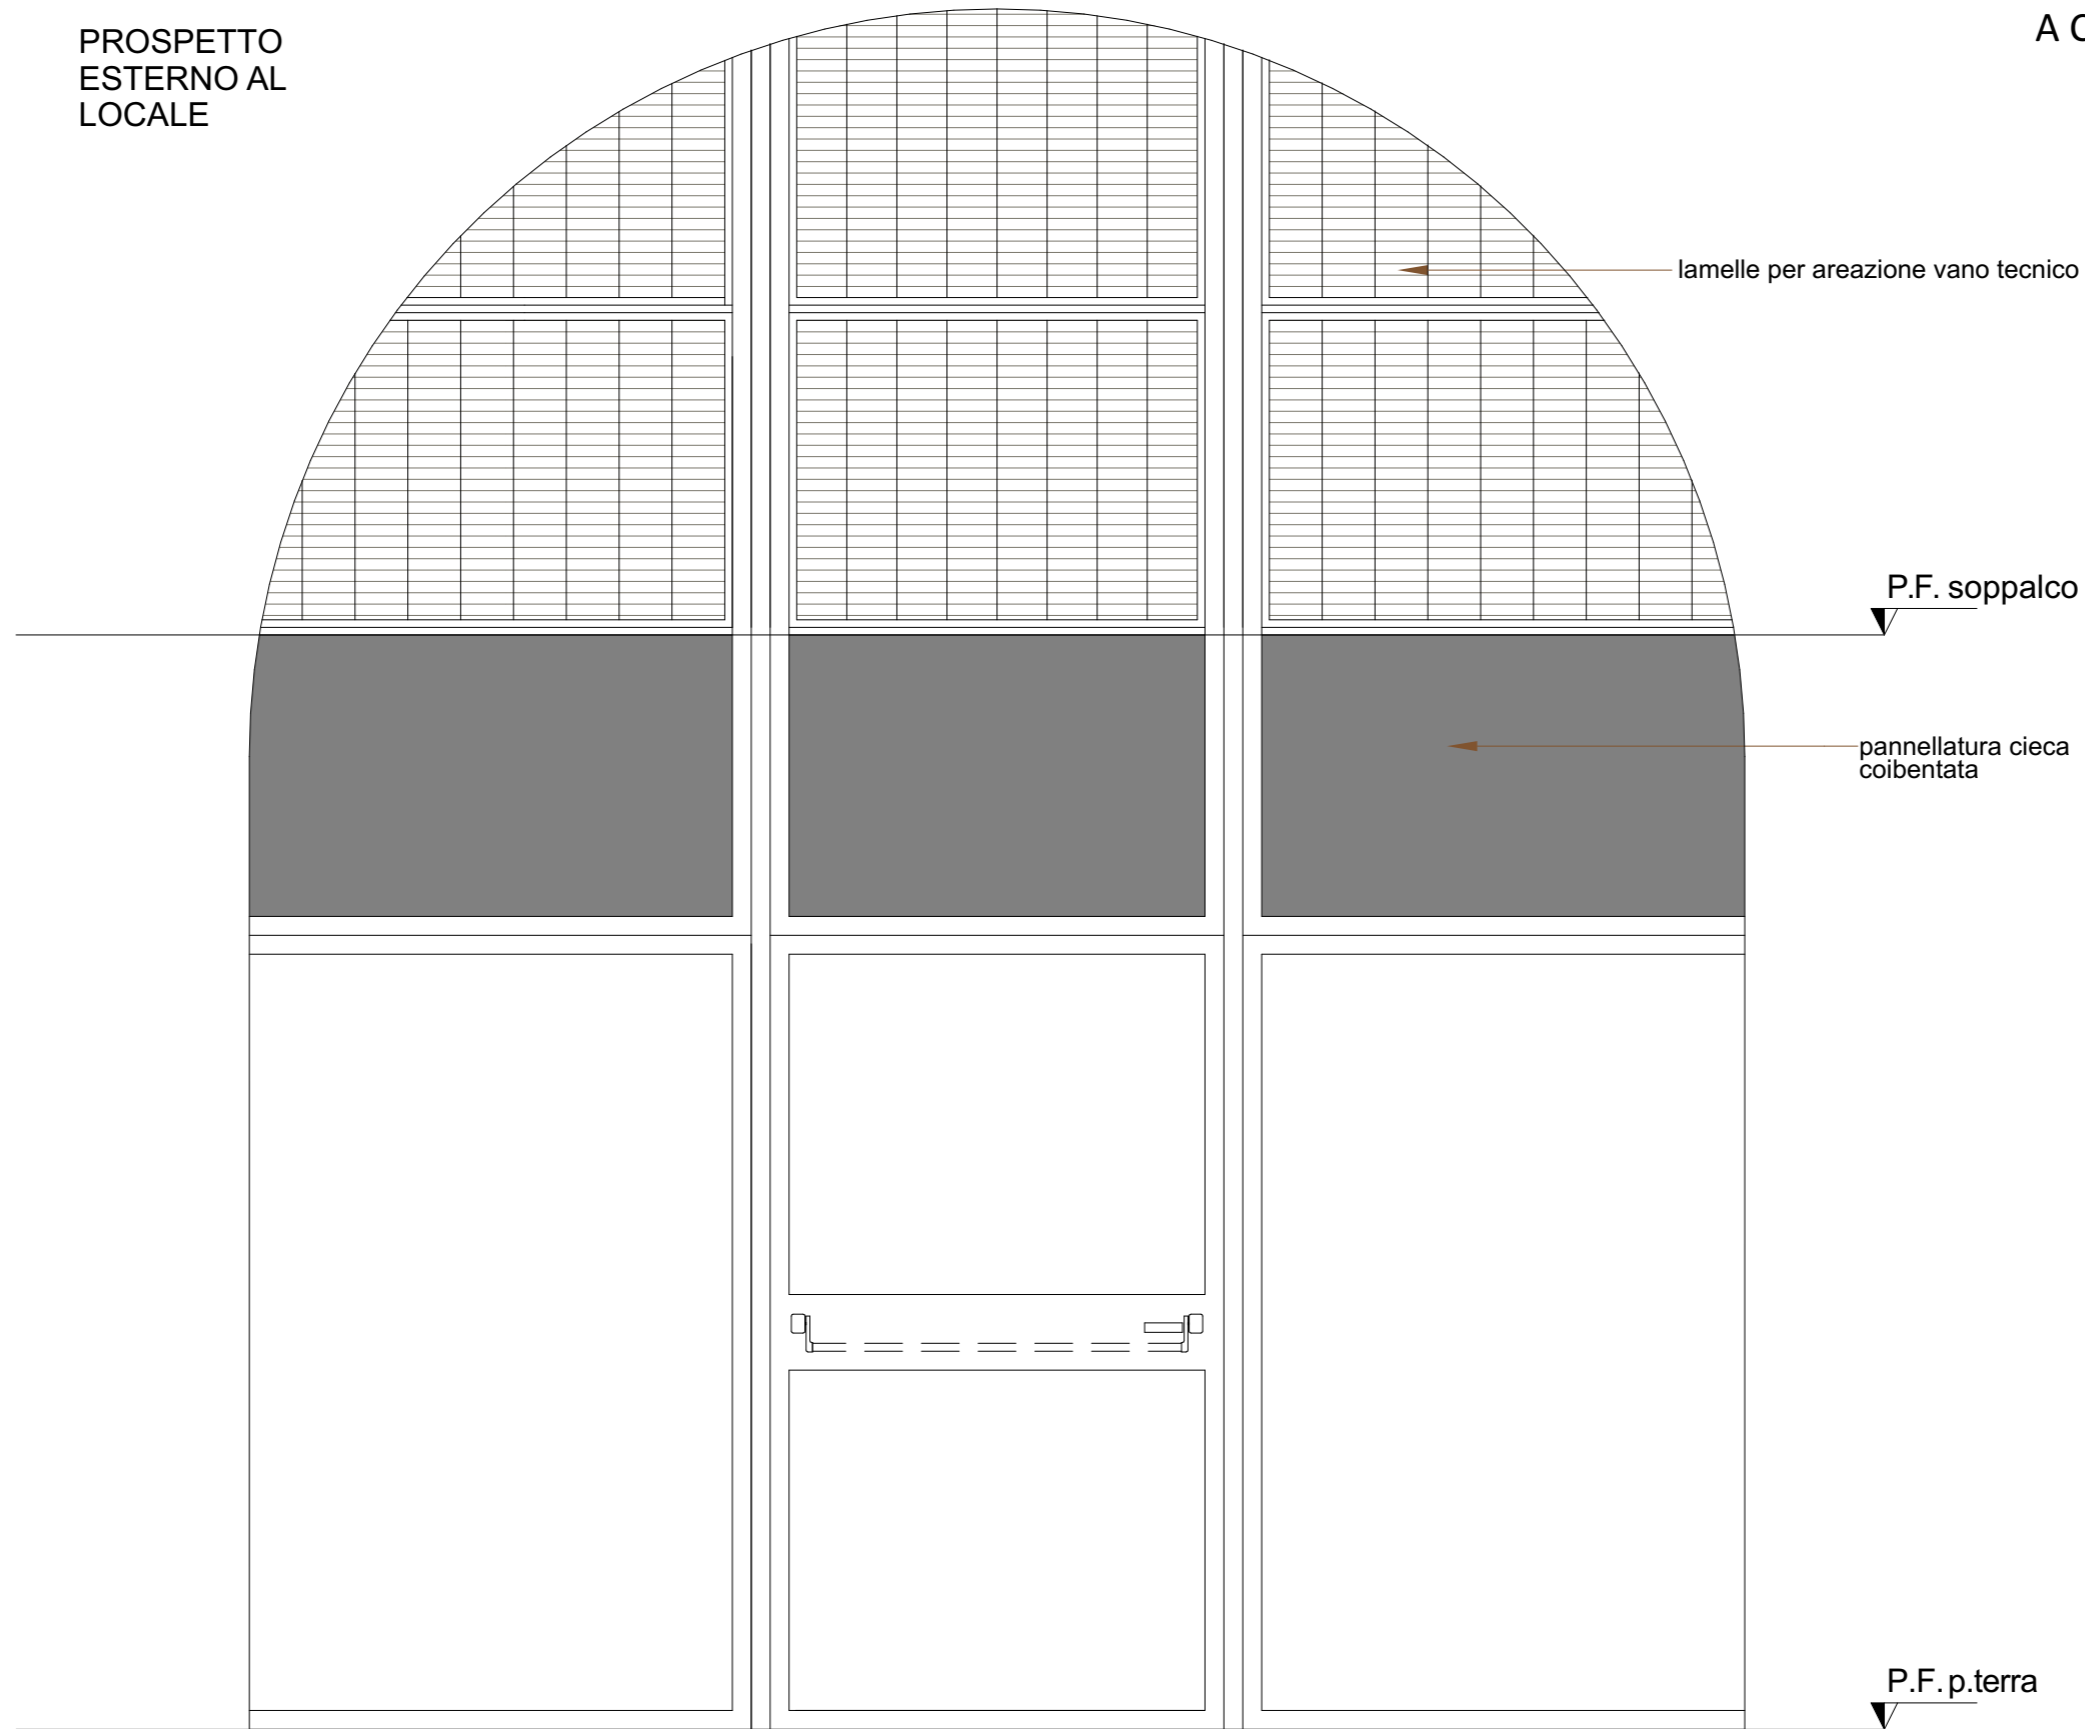 PROSPETTO
ESTERNO AL
LOCALE
A
lamelle per areazione vano tecnico
P.F. soppalco
pannellatura cieca
coibentata
P.F. p.terra